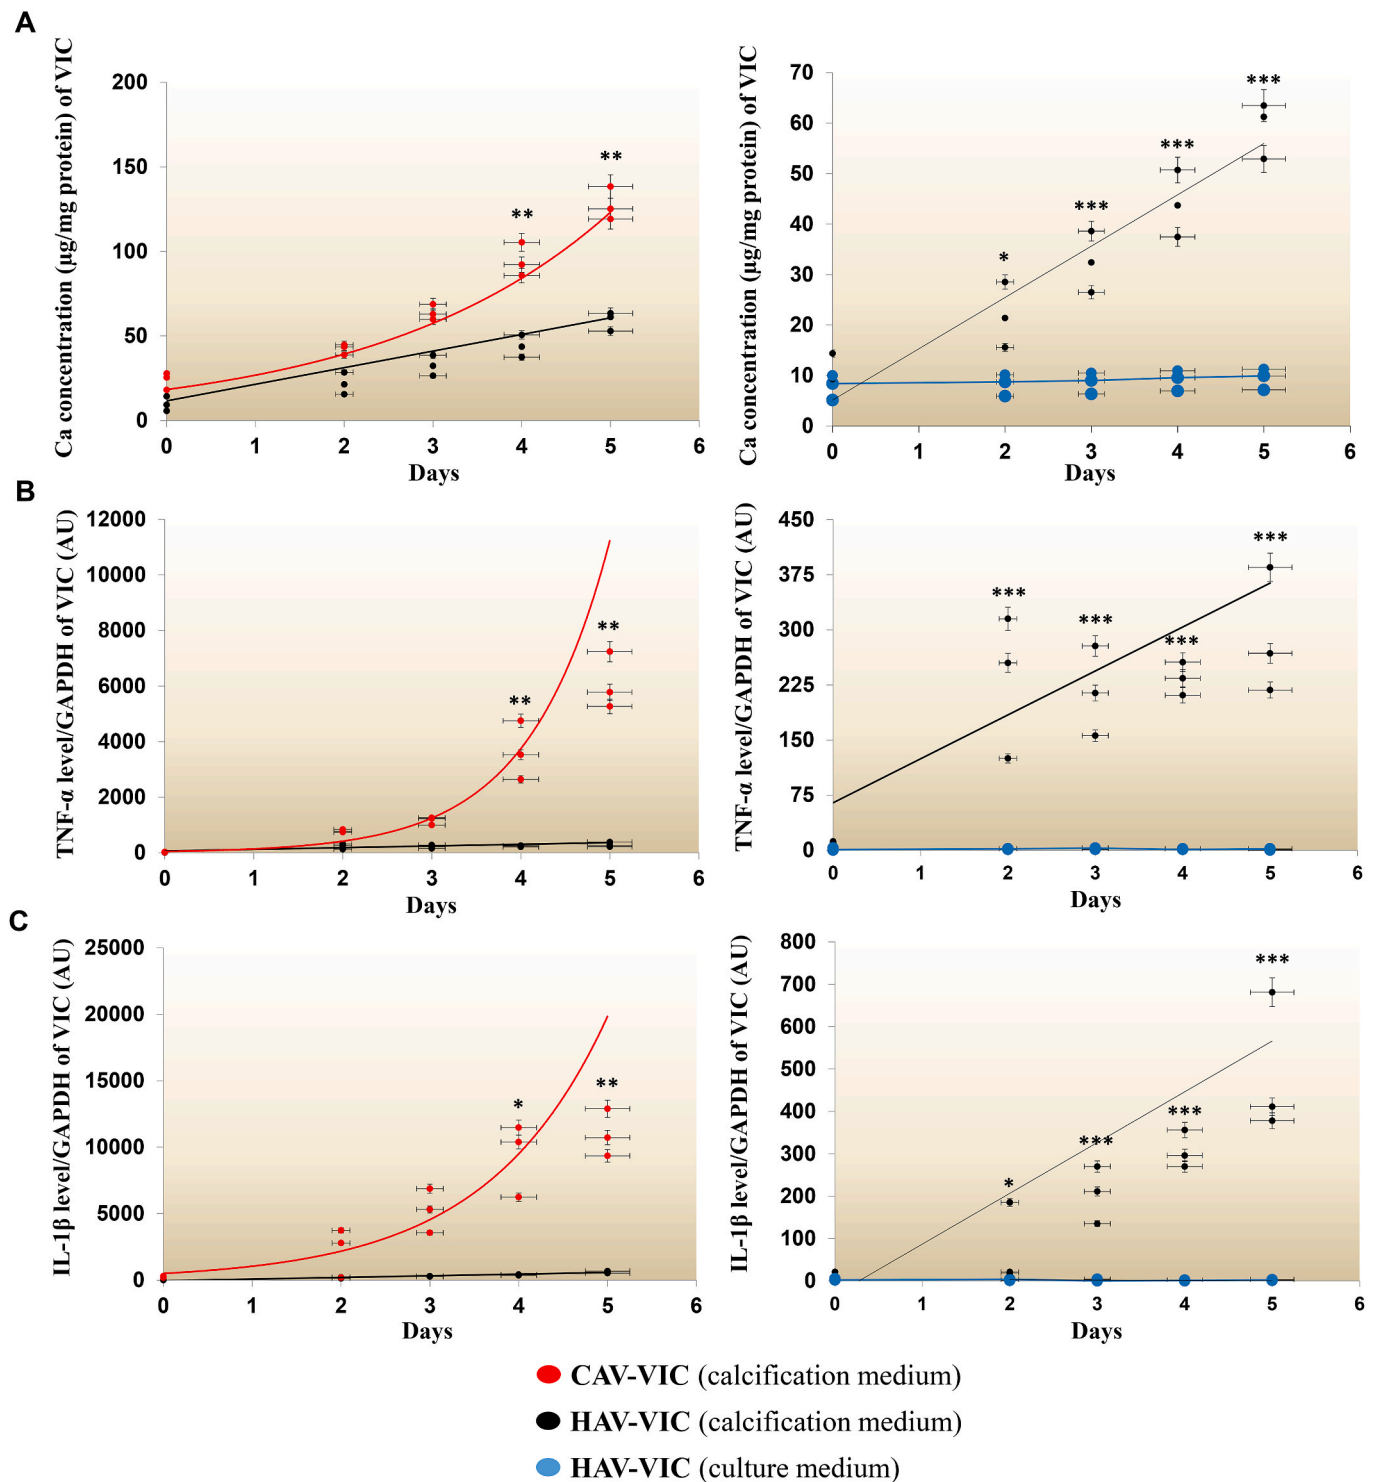 A
Ca concentration (µg/mg protein) of VIC
200
150
100
50
0
**
**
0 1 2 3 4 5 6
Days
Ca concentration (µg/mg protein) of VIC
70
60
50
40
30
20
10
0
*
***
***
***
0 1 2 3 4 5 6
Days
B
TNF-α level/GAPDH of VIC (AU)
12000
10000
8000
6000
4000
2000
0
**
**
0 1 2 3 4 5 6
Days
TNF-α level/GAPDH of VIC (AU)
450
375
300
225
150
75
0
***
***
***
***
0 1 2 3 4 5 6
Days
C
IL-1β level/GAPDH of VIC (AU)
25000
20000
15000
10000
5000
0
*
**
0 1 2 3 4 5 6
Days
IL-1β level/GAPDH of VIC (AU)
800
700
600
500
400
300
200
100
0
*
***
***
***
0 1 2 3 4 5 6
Days
CAV-VIC (calcification medium)
HAV-VIC (calcification medium)
HAV-VIC (culture medium)